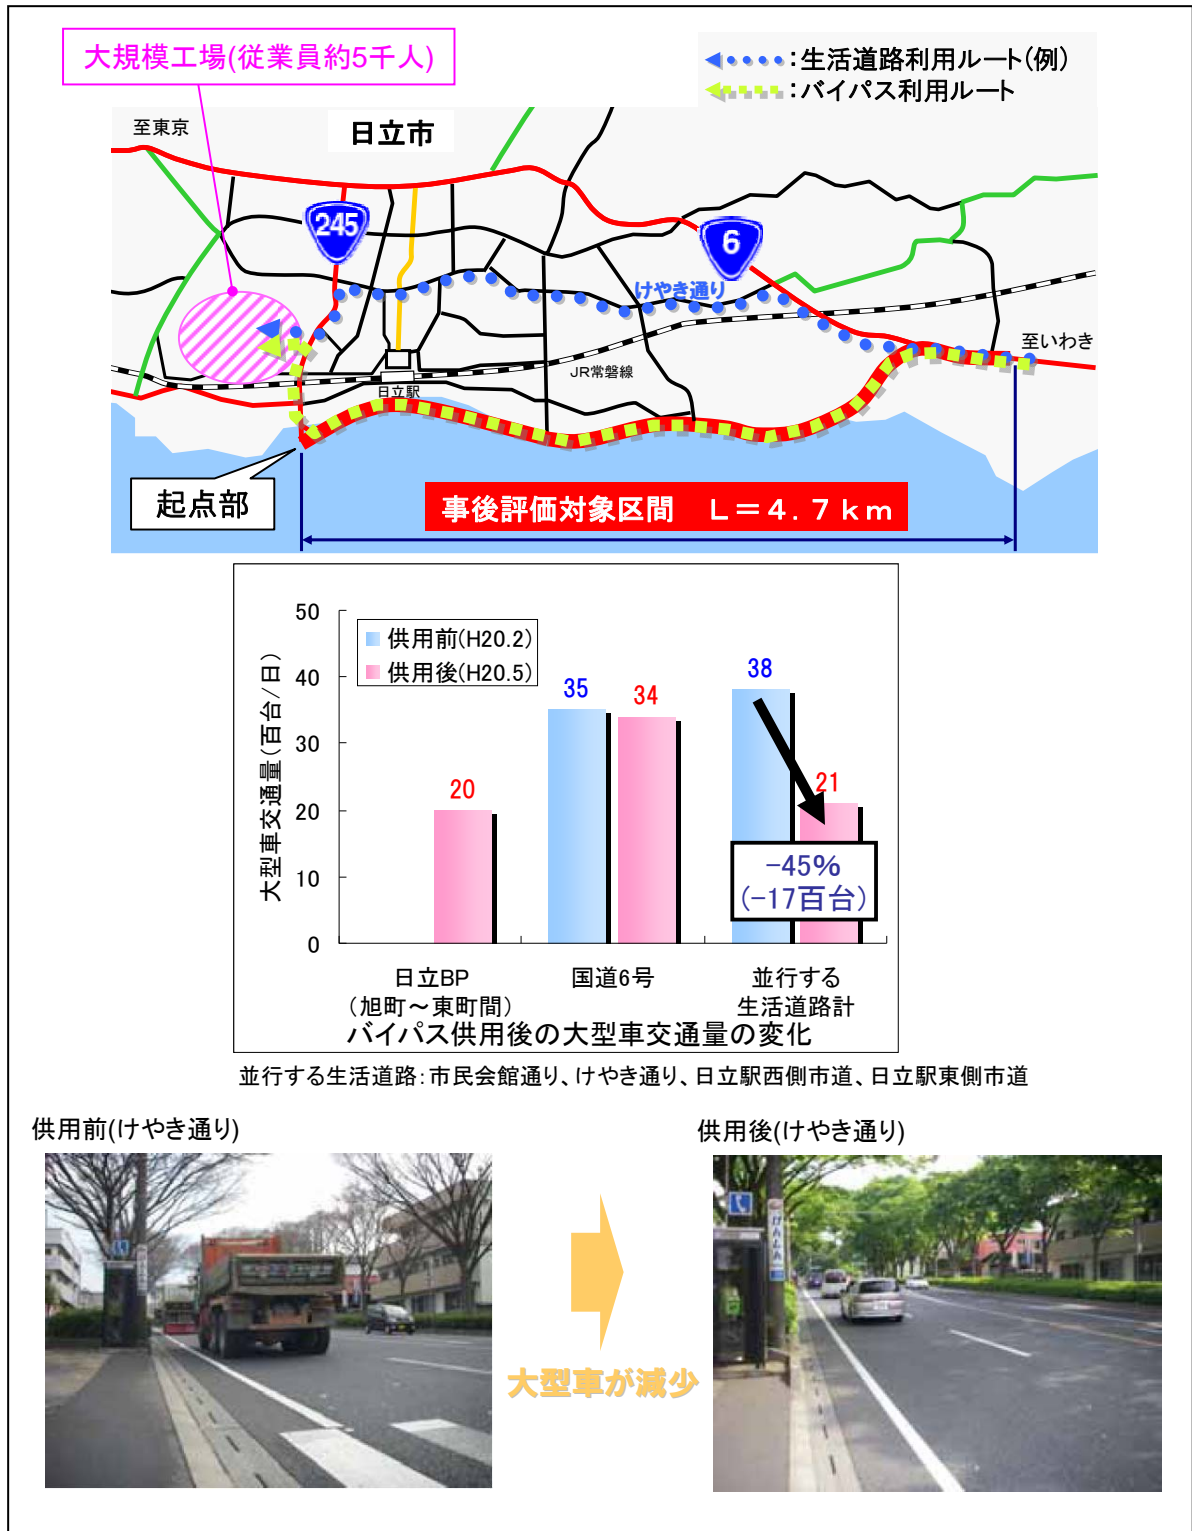 大規模工場(従業員約5千人)
:生活道路利用ルート(例)
:バイパス利用ルート
至東京
日立市
245
6
けやき通り
至いわき
JR常磐線
日立駅
起点部
事後評価対象区間 L=4.7km
50
40
30
20
10
0
大型車交通量(百台/日)
供用前(H20.2)
供用後(H20.5)
20
35
34
38
21
-45%
(-17百台)
日立BP
(旭町～東町間)
国道6号
並行する
生活道路計
バイパス供用後の大型車交通量の変化
並行する生活道路:市民会館通り、けやき通り、日立駅西側市道、日立駅東側市道
供用前(けやき通り)
供用後(けやき通り)
大型車が減少